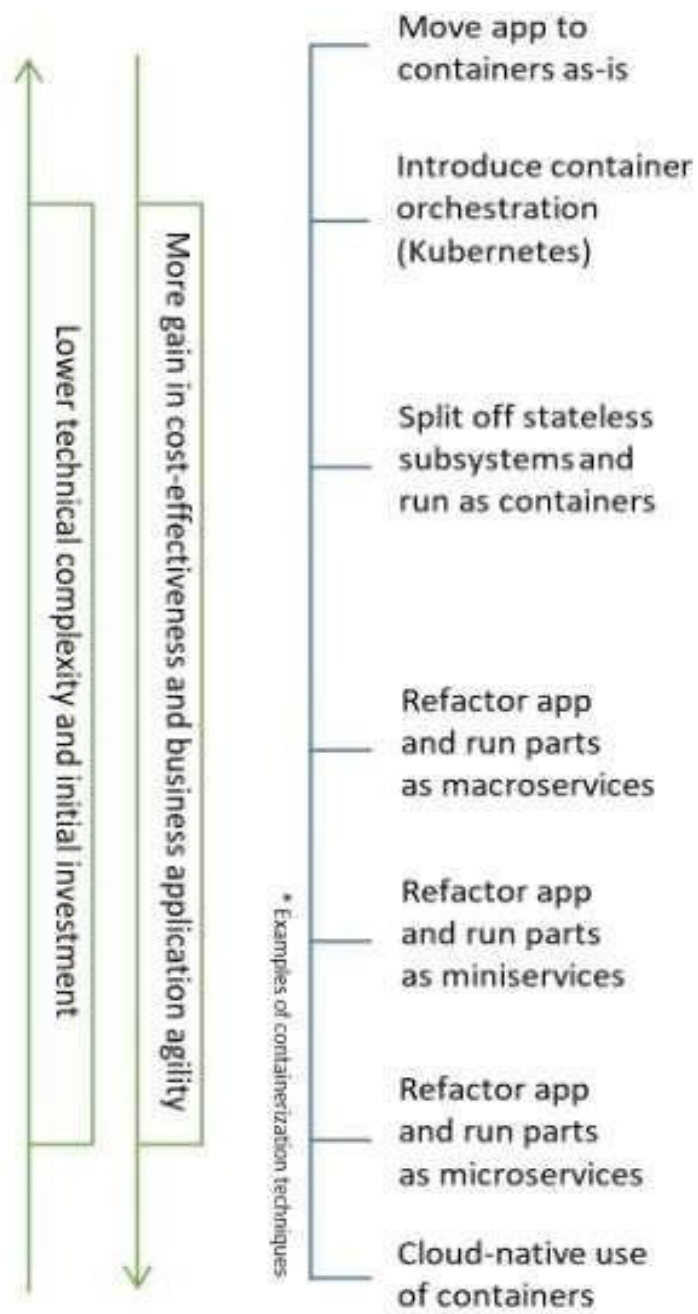 Move app to
containers as-is
Introduce container
orchestration
(Kubernetes)
Split off stateless
subsystems and
run as containers
Refactor app
and run parts
as macroservices
Refactor app
and run parts
as miniservices
Refactor app
and run parts
as microservices
Cloud-native use
of containers
Lower technical complexity and initial investment
More gain in cost-effectiveness and business application agility
* Examples of containerization techniques